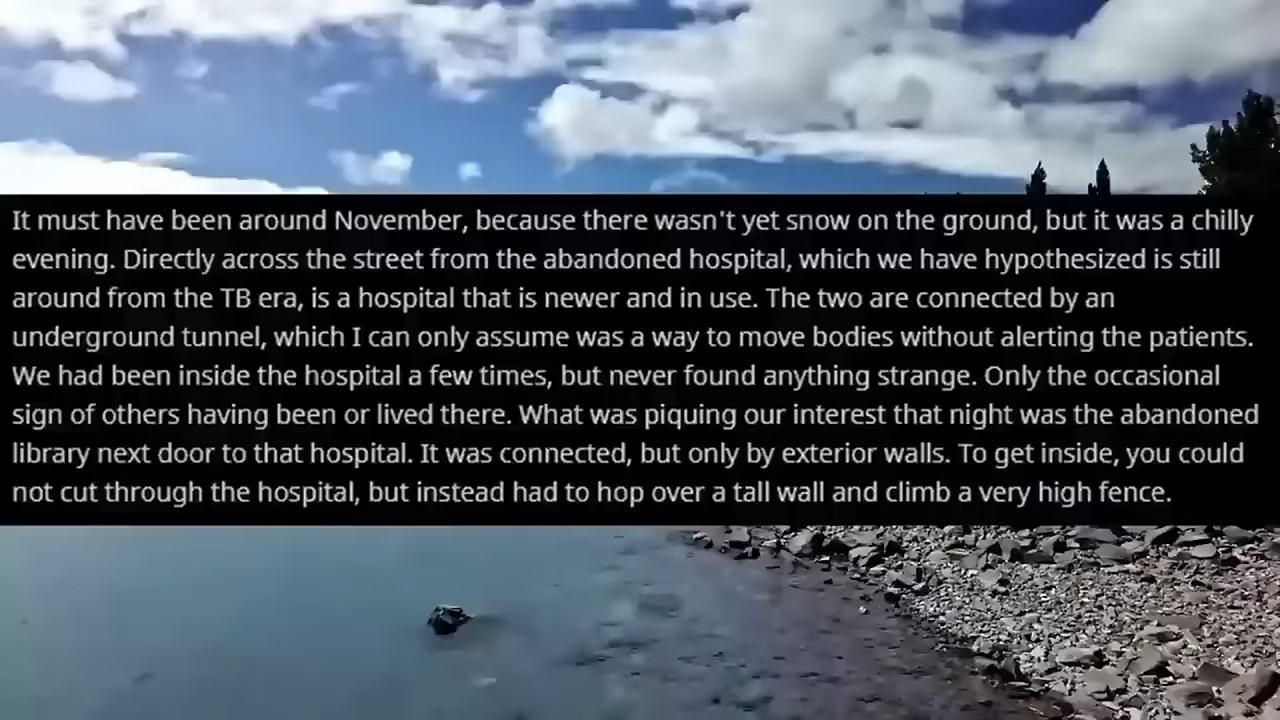 It must have been around November, because there wasn't yet snow on the ground, but it was a chilly
evening. Directly across the street from the abandoned hospital, which we have hypothesized is still
around from the TB era, is a hospital that is newer and in use. The two are connected by an
underground tunnel, which I can only assume was a way to move bodies without alerting the patients.
We had been inside the hospital a few times, but never found anything strange. Only the occasional
sign of others having been or lived there. What was piquing our interest that night was the abandoned
library next door to that hospital. It was connected, but only by exterior walls. To get inside, you could
not cut through the hospital, but instead had to hop over a tall wall and climb a very high fence.